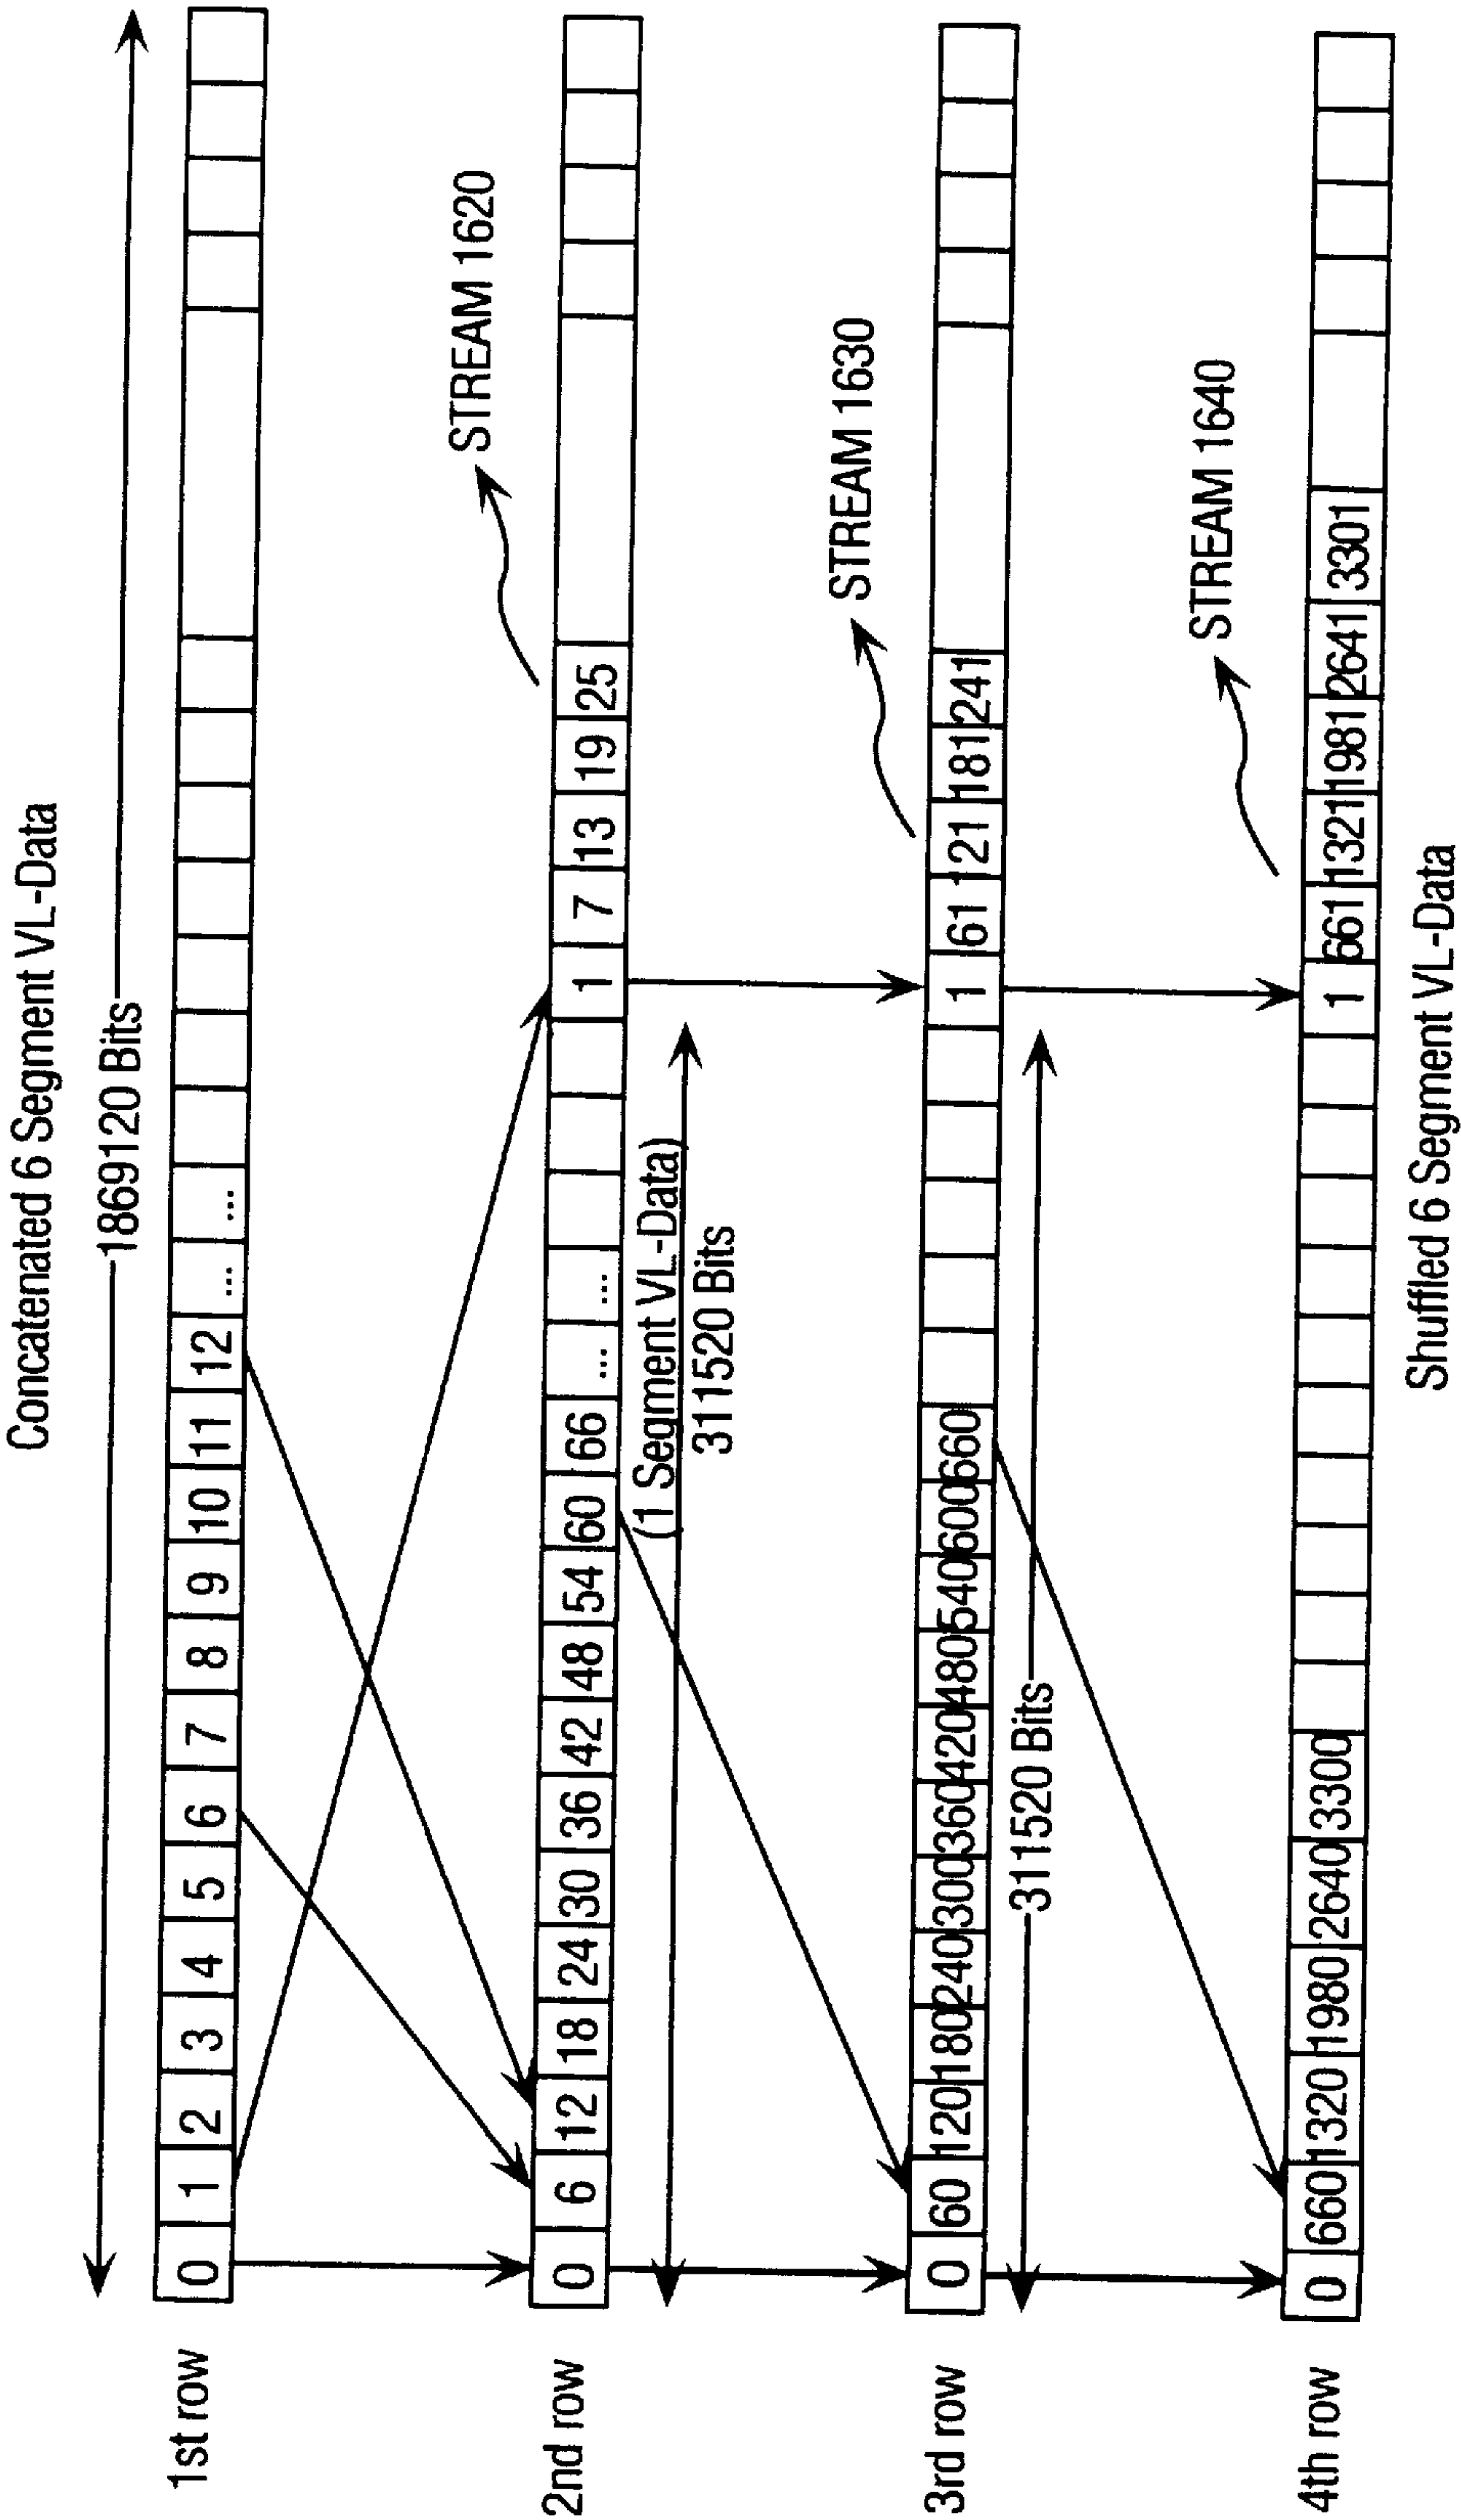 Concatenated 6 Segment VL-Data
1869120 Bits
1st row 0 1 2 3 4 5 6 7 8 9 10 11 12 ... ...
STREAM 1620
2nd row 0 6 12 18 24 30 36 42 48 54 60 66 ... ... 1 7 13 19 25
(1 Segment VL-Data)
311520 Bits
STREAM 1630
3rd row 0 60 120 180 240 300 360 420 480 540 600 660 1 61 121 181 241
311520 Bits
STREAM 1640
4th row 0 660 1320 1980 2640 3300 1 661 1321 1981 2641 3301
Shuffled 6 Segment VL-Data